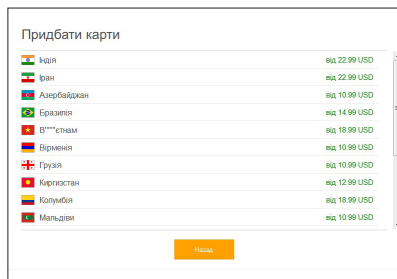 Придбати карти
Індія від 22.99 USD
Іран від 22.99 USD
Азербайджан від 10.99 USD
Бразилія від 14.99 USD
В""""єтнам від 18.99 USD
Вірменія від 10.99 USD
Грузія від 10.99 USD
Киргизстан від 12.99 USD
Колумбія від 18.99 USD
Мальдіви від 10.99 USD
Назад